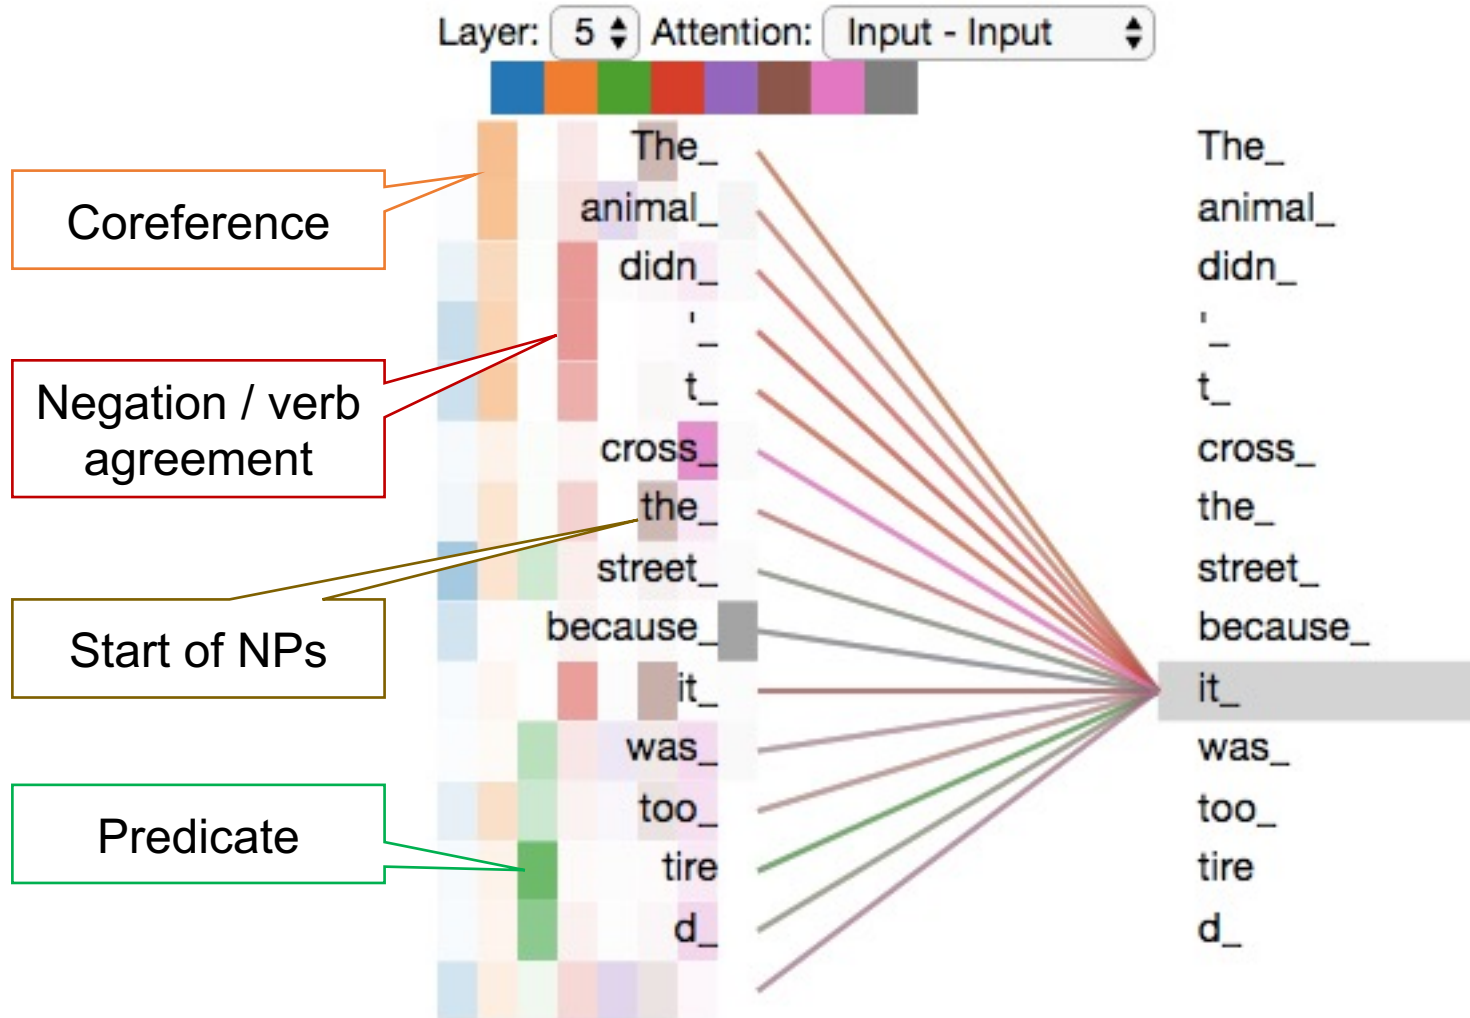 Layer: 5 Attention: Input - Input
Coreference
Negation / verb
agreement
Start of NPs
Predicate
The_
animal_
didn_
'_
t_
cross_
the_
street_
because_
it_
was_
too_
tire
d_
The_
animal_
didn_
'_
t_
cross_
the_
street_
because_
it_
was_
too_
tire
d_